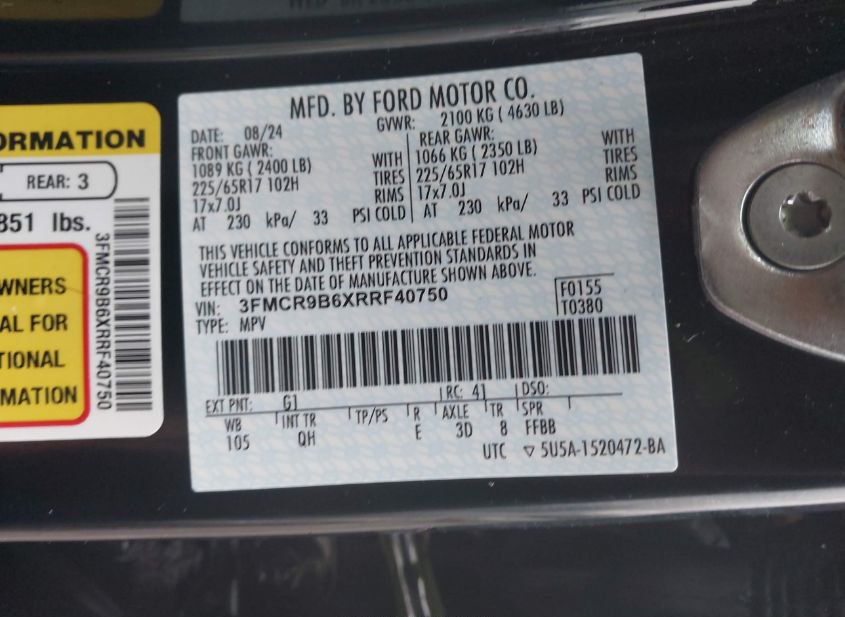 MFD. BY FORD MOTOR CO.
DATE: 08/24 GVWR: 2100 KG ( 4630 LB)
FRONT GAWR: REAR GAWR:
1089 KG ( 2400 LB) WITH 1066 KG ( 2350 LB) WITH
225/65R17 102H TIRES 225/65R17 102H TIRES
17x7.0J RIMS 17x7.0J RIMS
AT 230 kPa/ 33 PSI COLD AT 230 kPa/ 33 PSI COLD
THIS VEHICLE CONFORMS TO ALL APPLICABLE FEDERAL MOTOR
VEHICLE SAFETY AND THEFT PREVENTION STANDARDS IN
EFFECT ON THE DATE OF MANUFACTURE SHOWN ABOVE.
VIN: 3FMCR9B6XRRF40750 F0155
TYPE: MPV T0380
EXT PNT: G1 RC: 41 DSO:
WB INT TR TP/PS R AXLE TR SPR
105 QH E 3D 8 FFBB
UTC ▽ 5U5A-1520472-BA
ORMATION
REAR: 3
851 lbs.
WNERS
AL FOR
TIONAL
MATION
3FMCR9B6XRRF40750